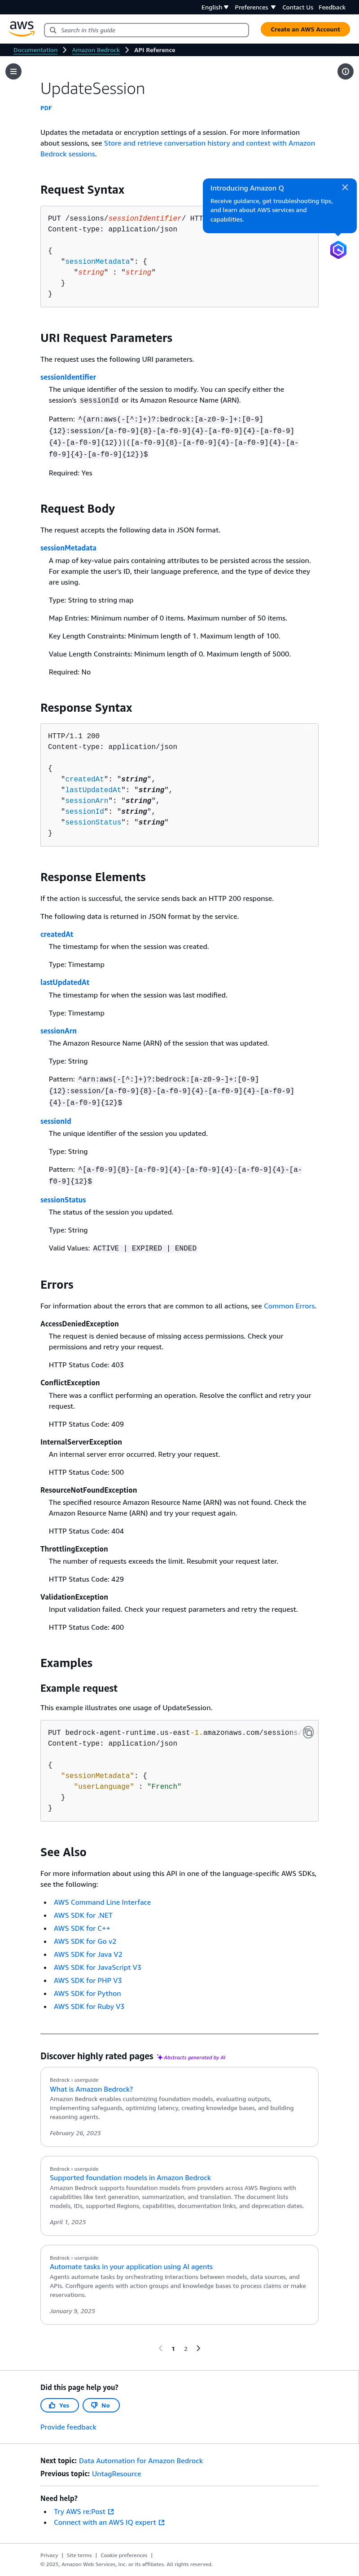 English
Preferences
Contact Us
Feedback
aws
Search in this guide
Create an AWS Account
Documentation
Amazon Bedrock
API Reference
UpdateSession
PDF
Updates the metadata or encryption settings of a session. For more information
about sessions, see Store and retrieve conversation history and context with Amazon
Bedrock sessions.
Request Syntax
Introducing Amazon Q
Receive guidance, get troubleshooting tips,
and learn about AWS services and
capabilities.
PUT /sessions/sessionIdentifier/ HTT
Content-type: application/json
{
"sessionMetadata": {
"string" : "string"
}
}
URI Request Parameters
The request uses the following URI parameters.
sessionIdentifier
The unique identifier of the session to modify. You can specify either the
session's sessionId or its Amazon Resource Name (ARN).
Pattern: ^(arn:aws(-[^:]+)?:bedrock:[a-z0-9-]+:[0-9]
{12}:session/[a-f0-9]{8}-[a-f0-9]{4}-[a-f0-9]{4}-[a-f0-9]
{4}-[a-f0-9]{12})|([a-f0-9]{8}-[a-f0-9]{4}-[a-f0-9]{4}-[a-
f0-9]{4}-[a-f0-9]{12})$
Required: Yes
Request Body
The request accepts the following data in JSON format.
sessionMetadata
A map of key-value pairs containing attributes to be persisted across the session.
For example the user's ID, their language preference, and the type of device they
are using.
Type: String to string map
Map Entries: Minimum number of 0 items. Maximum number of 50 items.
Key Length Constraints: Minimum length of 1. Maximum length of 100.
Value Length Constraints: Minimum length of 0. Maximum length of 5000.
Required: No
Response Syntax
HTTP/1.1 200
Content-type: application/json
{
"createdAt": "string",
"lastUpdatedAt": "string",
"sessionArn": "string",
"sessionId": "string",
"sessionStatus": "string"
}
Response Elements
If the action is successful, the service sends back an HTTP 200 response.
The following data is returned in JSON format by the service.
createdAt
The timestamp for when the session was created.
Type: Timestamp
lastUpdatedAt
The timestamp for when the session was last modified.
Type: Timestamp
sessionArn
The Amazon Resource Name (ARN) of the session that was updated.
Type: String
Pattern: ^arn:aws(-[^:]+)?:bedrock:[a-z0-9-]+:[0-9]
{12}:session/[a-f0-9]{8}-[a-f0-9]{4}-[a-f0-9]{4}-[a-f0-9]
{4}-[a-f0-9]{12}$
sessionId
The unique identifier of the session you updated.
Type: String
Pattern: ^[a-f0-9]{8}-[a-f0-9]{4}-[a-f0-9]{4}-[a-f0-9]{4}-[a-
f0-9]{12}$
sessionStatus
The status of the session you updated.
Type: String
Valid Values: ACTIVE | EXPIRED | ENDED
Errors
For information about the errors that are common to all actions, see Common Errors.
AccessDeniedException
The request is denied because of missing access permissions. Check your
permissions and retry your request.
HTTP Status Code: 403
ConflictException
There was a conflict performing an operation. Resolve the conflict and retry your
request.
HTTP Status Code: 409
InternalServerException
An internal server error occurred. Retry your request.
HTTP Status Code: 500
ResourceNotFoundException
The specified resource Amazon Resource Name (ARN) was not found. Check the
Amazon Resource Name (ARN) and try your request again.
HTTP Status Code: 404
ThrottlingException
The number of requests exceeds the limit. Resubmit your request later.
HTTP Status Code: 429
ValidationException
Input validation failed. Check your request parameters and retry the request.
HTTP Status Code: 400
Examples
Example request
This example illustrates one usage of UpdateSession.
PUT bedrock-agent-runtime.us-east-1.amazonaws.com/sessions/
Content-type: application/json
{
"sessionMetadata": {
"userLanguage" : "French"
}
}
See Also
For more information about using this API in one of the language-specific AWS SDKs,
see the following:
AWS Command Line Interface
AWS SDK for .NET
AWS SDK for C++
AWS SDK for Go v2
AWS SDK for Java V2
AWS SDK for JavaScript V3
AWS SDK for PHP V3
AWS SDK for Python
AWS SDK for Ruby V3
Discover highly rated pages Abstracts generated by AI
Bedrock › userguide
What is Amazon Bedrock?
Amazon Bedrock enables customizing foundation models, evaluating outputs,
implementing safeguards, optimizing latency, creating knowledge bases, and building
reasoning agents.
February 26, 2025
Bedrock › userguide
Supported foundation models in Amazon Bedrock
Amazon Bedrock supports foundation models from providers across AWS Regions with
capabilities like text generation, summarization, and translation. The document lists
models, IDs, supported Regions, capabilities, documentation links, and deprecation dates.
April 1, 2025
Bedrock › userguide
Automate tasks in your application using AI agents
Agents automate tasks by orchestrating interactions between models, data sources, and
APIs. Configure agents with action groups and knowledge bases to process claims or make
reservations.
January 9, 2025
1 2
Did this page help you?
Yes
No
Provide feedback
Next topic: Data Automation for Amazon Bedrock
Previous topic: UntagResource
Need help?
Try AWS re:Post
Connect with an AWS IQ expert
Privacy | Site terms | Cookie preferences |
© 2025, Amazon Web Services, Inc. or its affiliates. All rights reserved.